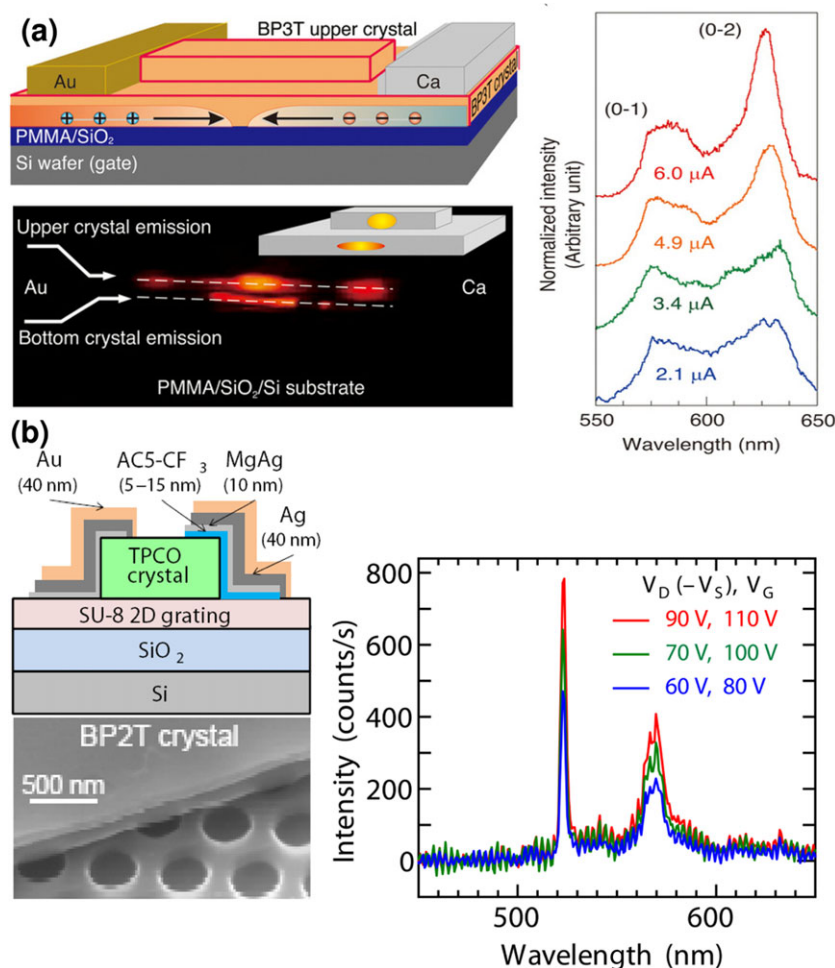 (a)
BP3T upper crystal
Au
Ca
BP3T crystal
PMMA/SiO2
Si wafer (gate)
Upper crystal emission
Au
Ca
Bottom crystal emission
PMMA/SiO2/Si substrate
(0-2)
(0-1)
6.0 μA
4.9 μA
3.4 μA
2.1 μA
Normalized intensity
(Arbitrary unit)
550 600 650
Wavelength (nm)
(b)
Au
(40 nm)
AC5-CF3
(5–15 nm)
MgAg
(10 nm)
Ag
(40 nm)
TPCO
crystal
SU-8 2D grating
SiO2
Si
BP2T crystal
500 nm
VD (–VS), VG
90 V, 110 V
70 V, 100 V
60 V, 80 V
800
600
400
200
0
Intensity (counts/s)
500 600
Wavelength (nm)